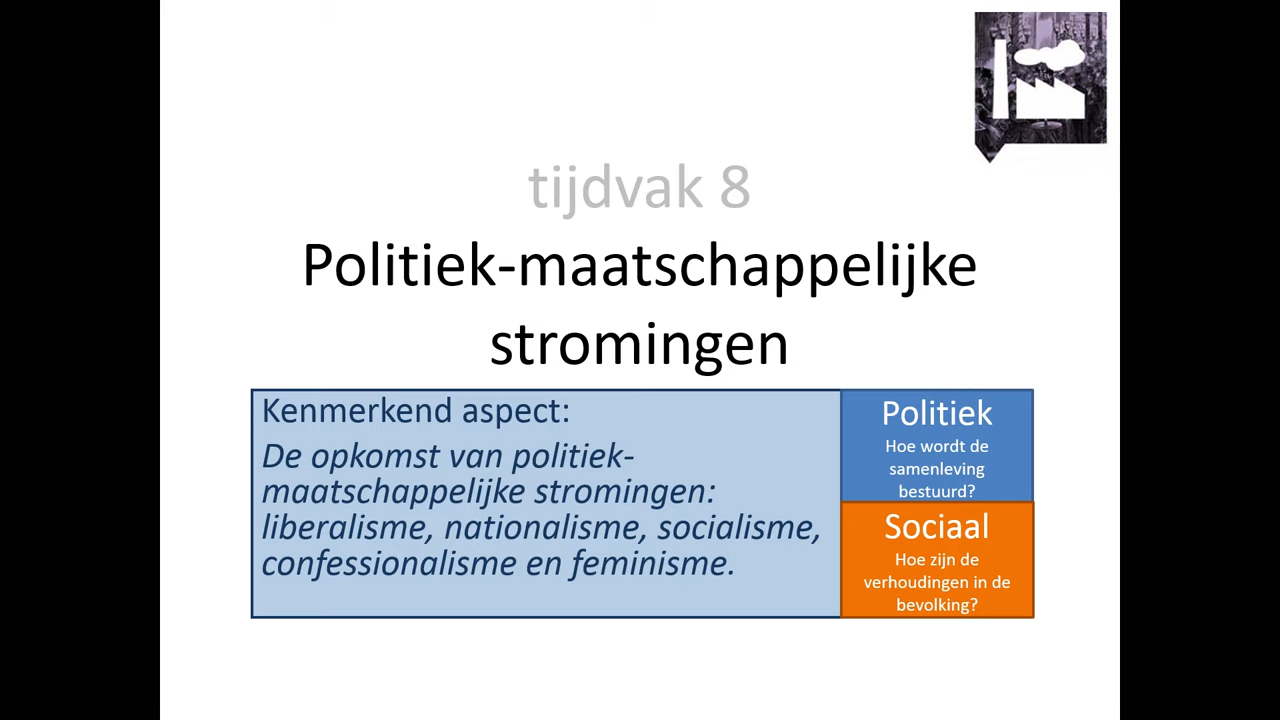 tijdvak 8
Politiek-maatschappelijke
stromingen
Kenmerkend aspect:
De opkomst van politiek-
maatschappelijke stromingen:
liberalisme, nationalisme, socialisme,
confessionalisme en feminisme.
Politiek
Hoe wordt de
samenleving
bestuurd?
Sociaal
Hoe zijn de
verhoudingen in de
bevolking?